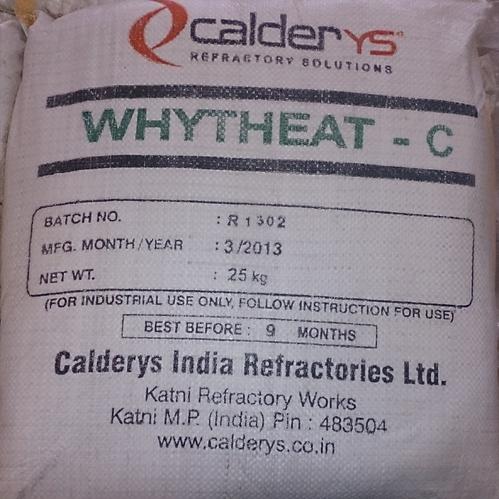 calderys
REFRACTORY SOLUTIONS
WHYTHEAT - C
BATCH NO. : R 1302
MFG. MONTH/YEAR : 3/2013
NET WT. : 25 kg
(FOR INDUSTRIAL USE ONLY, FOLLOW INSTRUCTION FOR USE)
BEST BEFORE : 9 MONTHS
Calderys India Refractories Ltd.
Katni Refractory Works
Katni M.P. (India) Pin : 483504
www.calderys.co.in